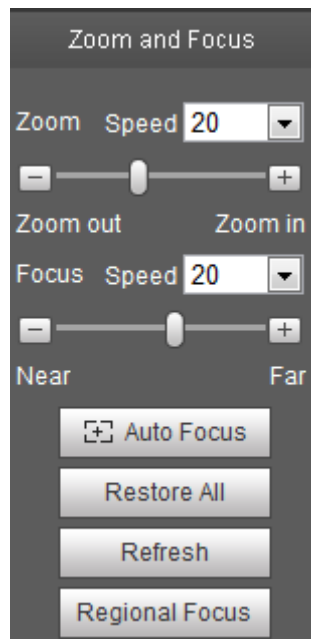 Zoom and Focus
Zoom Speed 20
Zoom out Zoom in
Focus Speed 20
Near Far
Auto Focus
Restore All
Refresh
Regional Focus